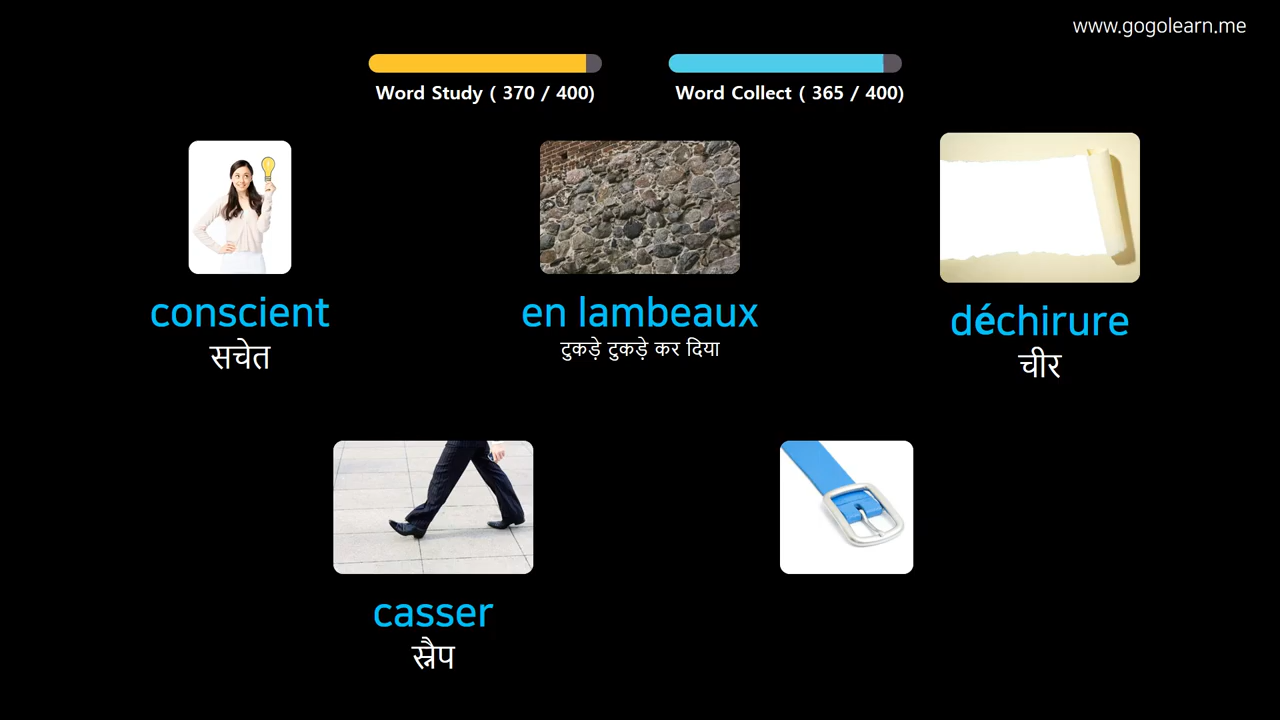 www.gogolearn.me
Word Study ( 370 / 400)
Word Collect ( 365 / 400)
conscient
सचेत
en lambeaux
टुकड़े टुकड़े कर दिया
déchirure
चीर
casser
स्नैप